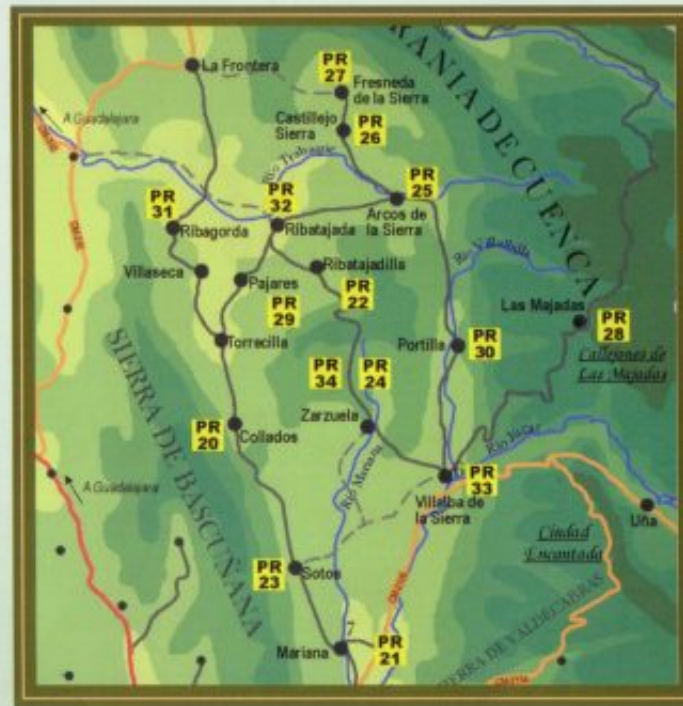 La Frontera
PR
27
Fresneda
de la Sierra
RANIA DE CUENCA
A Guadalajara
Castillejo
Sierra
PR
26
Río Trabaque
PR
25
Arcos de
la Sierra
PR
31
Ribagorda
PR
32
Ribatajada
Villaseca
Pajares
Ribatajadilla
PR
22
PR
29
Torrecilla
Las Majadas
PR
28
Callejones de
Las Majadas
Portilla
PR
30
PR
34
PR
24
SIERRA DE BASCUÑANA
PR
20
Collados
Zarzuela
Río Mariana
Río Júcar
PR
33
Villalba de
la Sierra
Uña
A Guadalajara
Ciudad
Encantada
PR
23
Sotos
7
Mariana
PR
21
ERRA DE VALDECABRAS